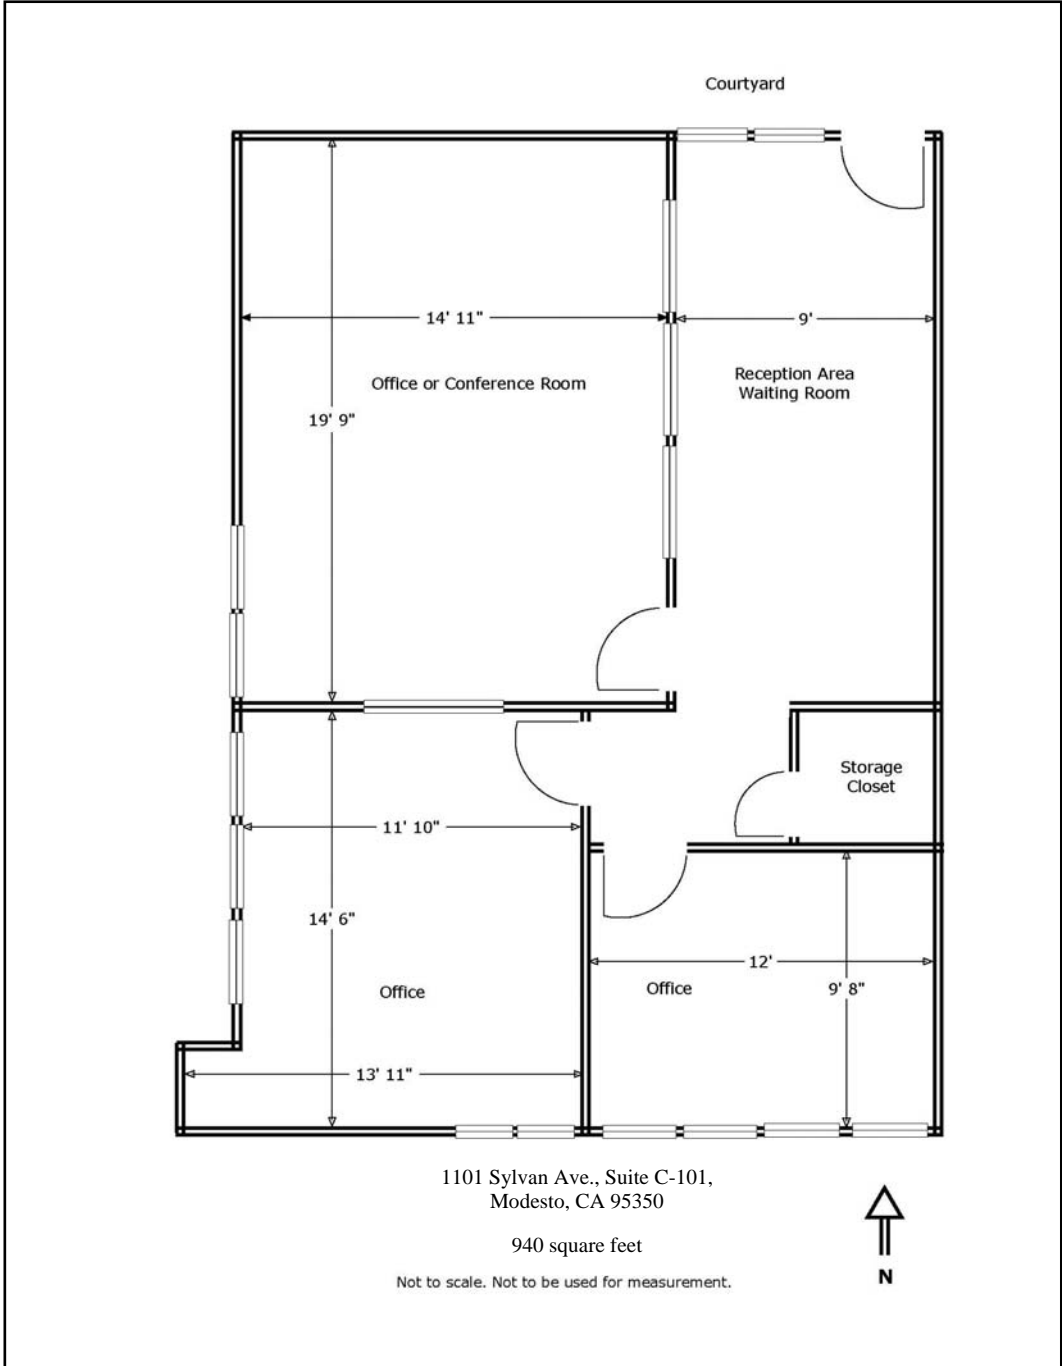 Courtyard
14' 11"
9'
Office or Conference Room
Reception Area
Waiting Room
19' 9"
Storage
Closet
11' 10"
14' 6"
12'
Office
Office
9' 8"
13' 11"
1101 Sylvan Ave., Suite C-101,
Modesto, CA 95350
940 square feet
Not to scale. Not to be used for measurement.
N